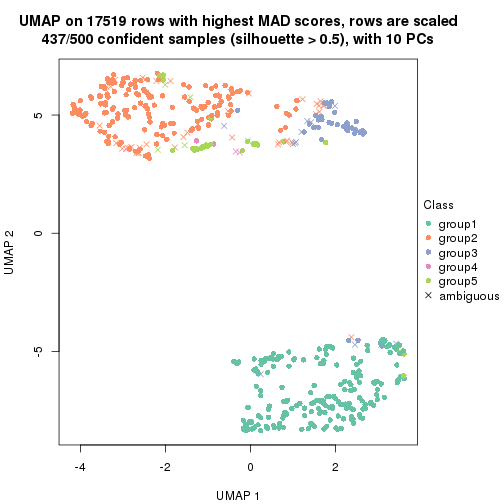 UMAP on 17519 rows with highest MAD scores, rows are scaled
437/500 confident samples (silhouette > 0.5), with 10 PCs
5
0
-5
UMAP 2
-4
-2
0
2
UMAP 1
Class
group1
group2
group3
group4
group5
ambiguous